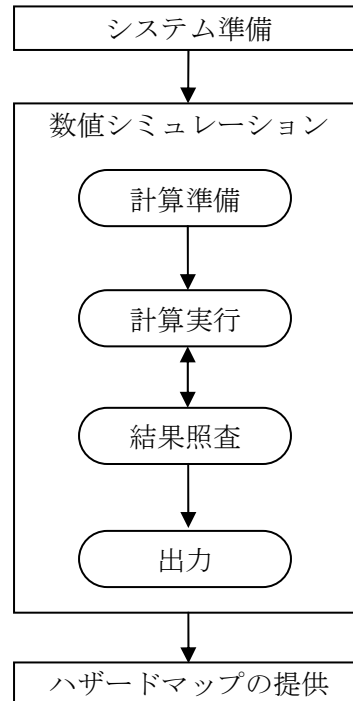 システム準備
数値シミュレーション
計算準備
計算実行
結果照査
出力
ハザードマップの提供